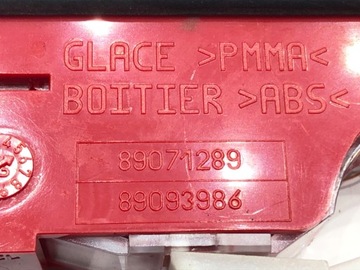 GLACE >PMMA<
BOITIER >ABS<
89071289
89093986